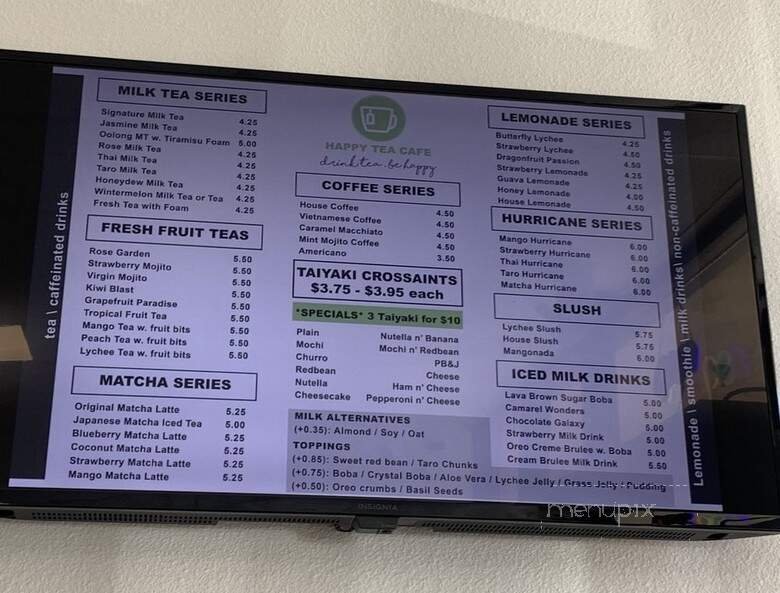 tea \ caffeinated drinks
MILK TEA SERIES
Signature Milk Tea 4.25
Jasmine Milk Tea 4.25
Oolong MT w. Tiramisu Foam 5.00
Rose Milk Tea 4.25
Thai Milk Tea 4.25
Taro Milk Tea 4.25
Honeydew Milk Tea 4.25
Wintermelon Milk Tea or Tea 4.25
Fresh Tea with Foam 4.25
FRESH FRUIT TEAS
Rose Garden 5.50
Strawberry Mojito 5.50
Virgin Mojito 5.50
Kiwi Blast 5.50
Grapefruit Paradise 5.50
Tropical Fruit Tea 5.50
Mango Tea w. fruit bits 5.50
Peach Tea w. fruit bits 5.50
Lychee Tea w. fruit bits 5.50
MATCHA SERIES
Original Matcha Latte 5.25
Japanese Matcha Iced Tea 5.00
Blueberry Matcha Latte 5.25
Coconut Matcha Latte 5.25
Strawberry Matcha Latte 5.25
Mango Matcha Latte 5.25
HAPPY TEA CAFE
drink tea. be happy
COFFEE SERIES
House Coffee 4.50
Vietnamese Coffee 4.50
Caramel Macchiato 4.50
Mint Mojito Coffee 4.50
Americano 3.50
TAIYAKI CROSSAINTS
$3.75 - $3.95 each
*SPECIALS* 3 Taiyaki for $10
Plain Nutella n' Banana
Mochi Mochi n' Redbean
Churro PB&J
Redbean Cheese
Nutella Ham n' Cheese
Cheesecake Pepperoni n' Cheese
MILK ALTERNATIVES
(+0.35): Almond / Soy / Oat
TOPPINGS
(+0.85): Sweet red bean / Taro Chunks
(+0.75): Boba / Crystal Boba / Aloe Vera / Lychee Jelly / Grass Jelly / Pudding
(+0.50): Oreo crumbs / Basil Seeds
LEMONADE SERIES
Butterfly Lychee 4.25
Strawberry Lychee 4.50
Dragonfruit Passion 4.50
Strawberry Lemonade 4.25
Guava Lemonade 4.25
Honey Lemonade 4.00
House Lemonade 4.50
HURRICANE SERIES
Mango Hurricane 6.00
Strawberry Hurricane 6.00
Thai Hurricane 6.00
Taro Hurricane 6.00
Matcha Hurricane 6.00
SLUSH
Lychee Slush 5.75
House Slush 5.75
Mangonada 6.00
ICED MILK DRINKS
Lava Brown Sugar Boba 5.00
Camarel Wonders 5.00
Chocolate Galaxy 5.00
Strawberry Milk Drink 5.00
Oreo Creme Brulee w. Boba 5.00
Cream Brulee Milk Drink 5.50
Lemonade \ smoothie \ milk drinks\ non-caffeinated drinks
INSIGNIA
menupix